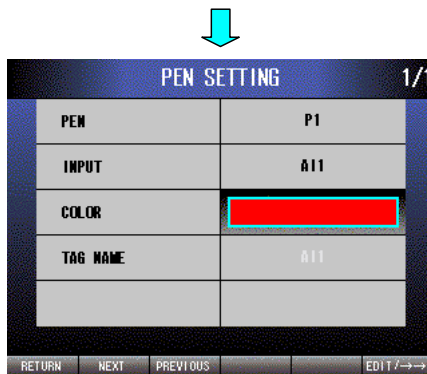 PEN SETTING 1/1
PEN P1
INPUT AI1
COLOR
TAG NAME AI1
RETURN NEXT PREVIOUS EDIT/→→